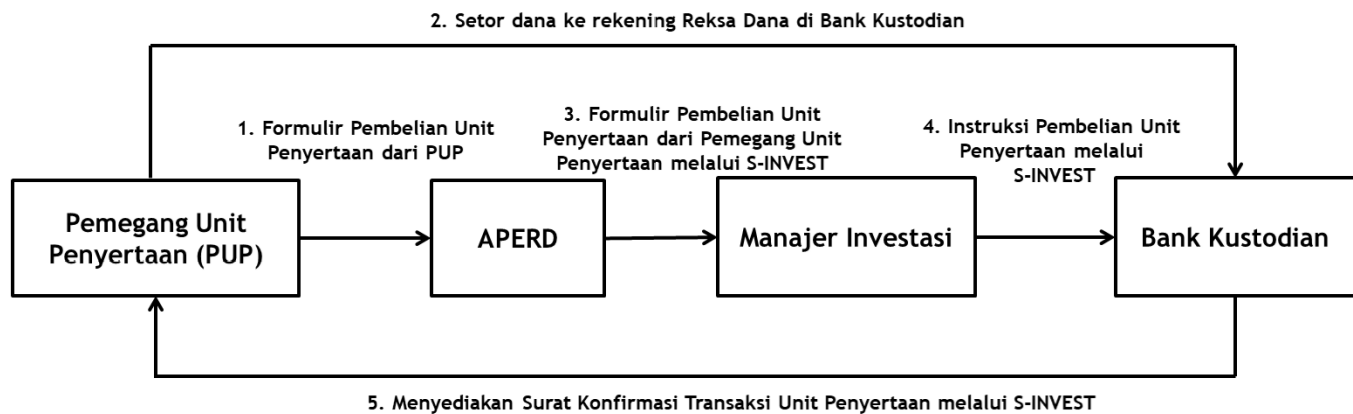 2. Setor dana ke rekening Reksa Dana di Bank Kustodian
1. Formulir Pembelian Unit
Penyertaan dari PUP
3. Formulir Pembelian Unit
Penyertaan dari Pemegang Unit
Penyertaan melalui S-INVEST
4. Instruksi Pembelian Unit
Penyertaan melalui
S-INVEST
Pemegang Unit
Penyertaan (PUP)
APERD
Manajer Investasi
Bank Kustodian
5. Menyediakan Surat Konfirmasi Transaksi Unit Penyertaan melalui S-INVEST